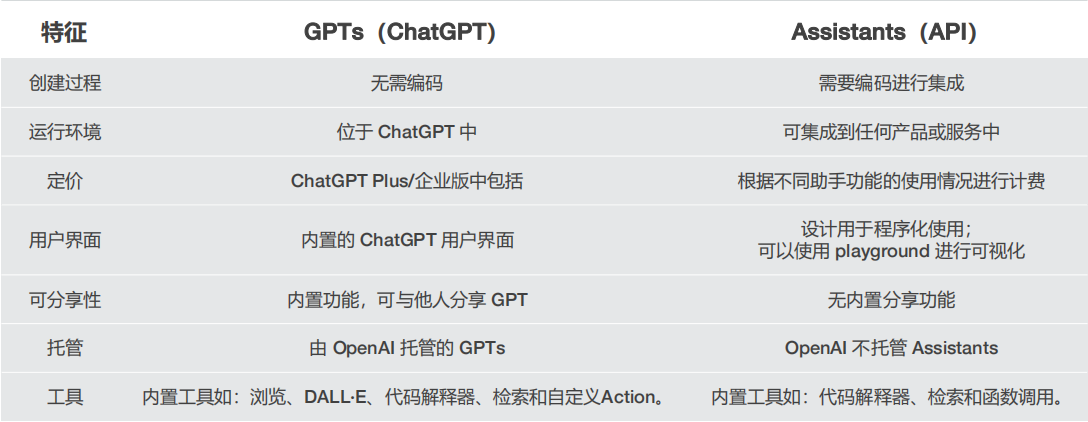 特征 GPTs（ChatGPT） Assistants（API）
创建过程 无需编码 需要编码进行集成
运行环境 位于 ChatGPT 中 可集成到任何产品或服务中
定价 ChatGPT Plus/企业版中包括 根据不同助手功能的使用情况进行计费
用户界面 内置的 ChatGPT 用户界面 设计用于程序化使用；
可以使用 playground 进行可视化
可分享性 内置功能，可与他人分享 GPT 无内置分享功能
托管 由 OpenAI 托管的 GPTs OpenAI 不托管 Assistants
工具 内置工具如：浏览、DALL·E、代码解释器、检索和自定义Action。 内置工具如：代码解释器、检索和函数调用。